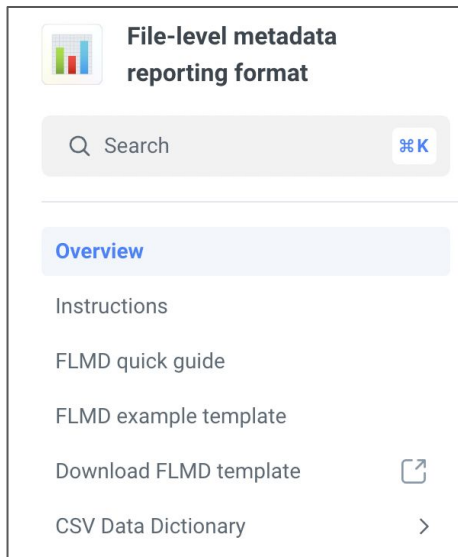 File-level metadata
reporting format
Search
⌘K
Overview
Instructions
FLMD quick guide
FLMD example template
Download FLMD template
CSV Data Dictionary